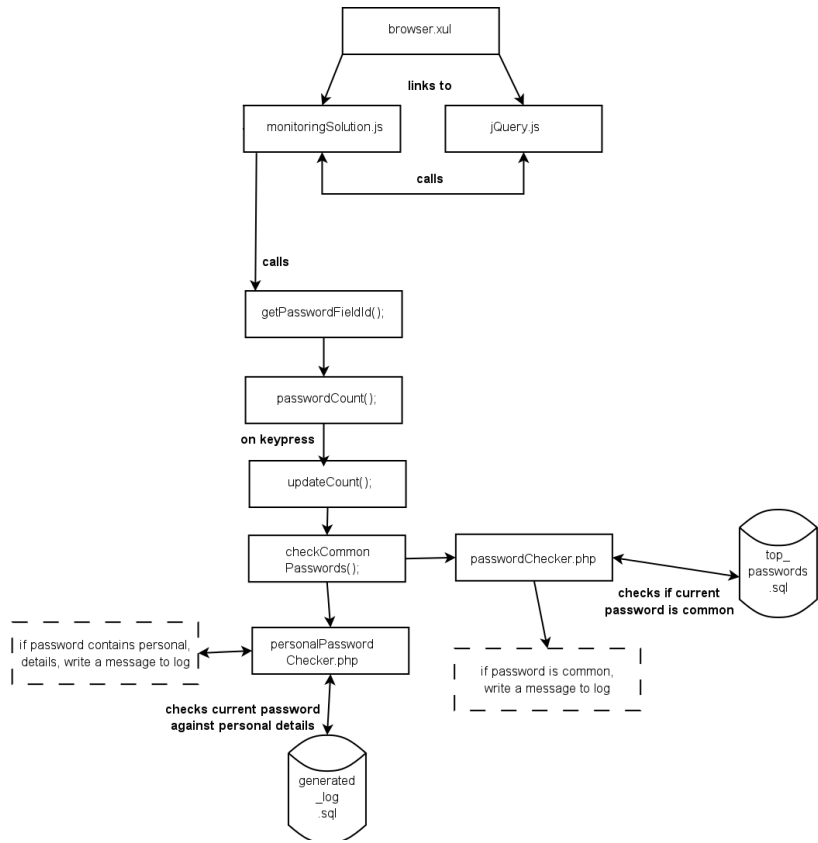 browser.xul
links to
monitoringSolution.js
jQuery.js
calls
calls
getPasswordFieldId( );
passwordCount( );
on keypress
updateCount( );
checkCommon
Passwords( );
passwordChecker.php
top_
passwords
.sql
checks if current
password is common
if password contains personal,
details, write a message to log
personalPassword
Checker.php
if password is common,
write a message to log
checks current password
against personal details
generated
_log
.sql